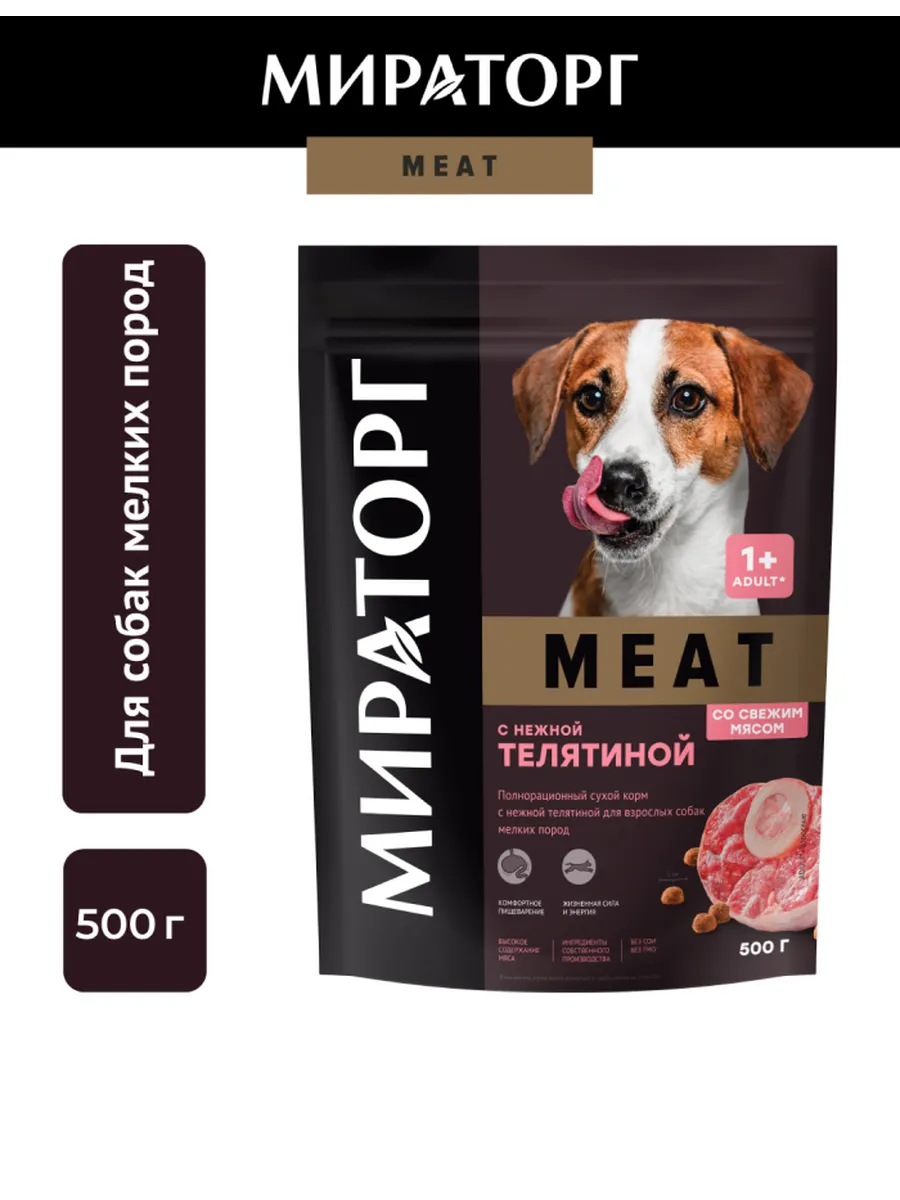 МИРАТОРГ
MEAT
Для собак мелких пород
500 г
МИРАТОРГ
1+
ADULT*
MEAT
СО СВЕЖИМ
МЯСОМ
С НЕЖНОЙ
ТЕЛЯТИНОЙ
Полнорационный сухой корм
с нежной телятиной для взрослых собак
мелких пород
КОМФОРТНОЕ
ПИЩЕВАРЕНИЕ
ЖИЗНЕННАЯ СИЛА
И ЭНЕРГИЯ
ВЫСОКОЕ
СОДЕРЖАНИЕ
МЯСА
ИНГРЕДИЕНТЫ
СОБСТВЕННОГО
ПРОИЗВОДСТВА
БЕЗ СОИ
БЕЗ ГМО
500 Г